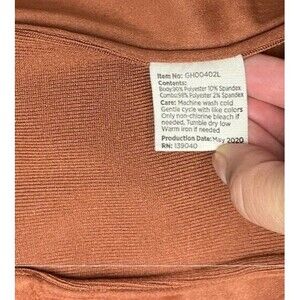 Item No: GH00402L
Contents:
Body:90% Polyester 10% Spandex
Combo:98% Polyester 2% Spandex
Care: Machine wash cold
Gentle cycle with like colors
Only non-chlorine bleach if
needed. Tumble dry low
Warm iron if needed
Production Date: May 2020
RN: 139040